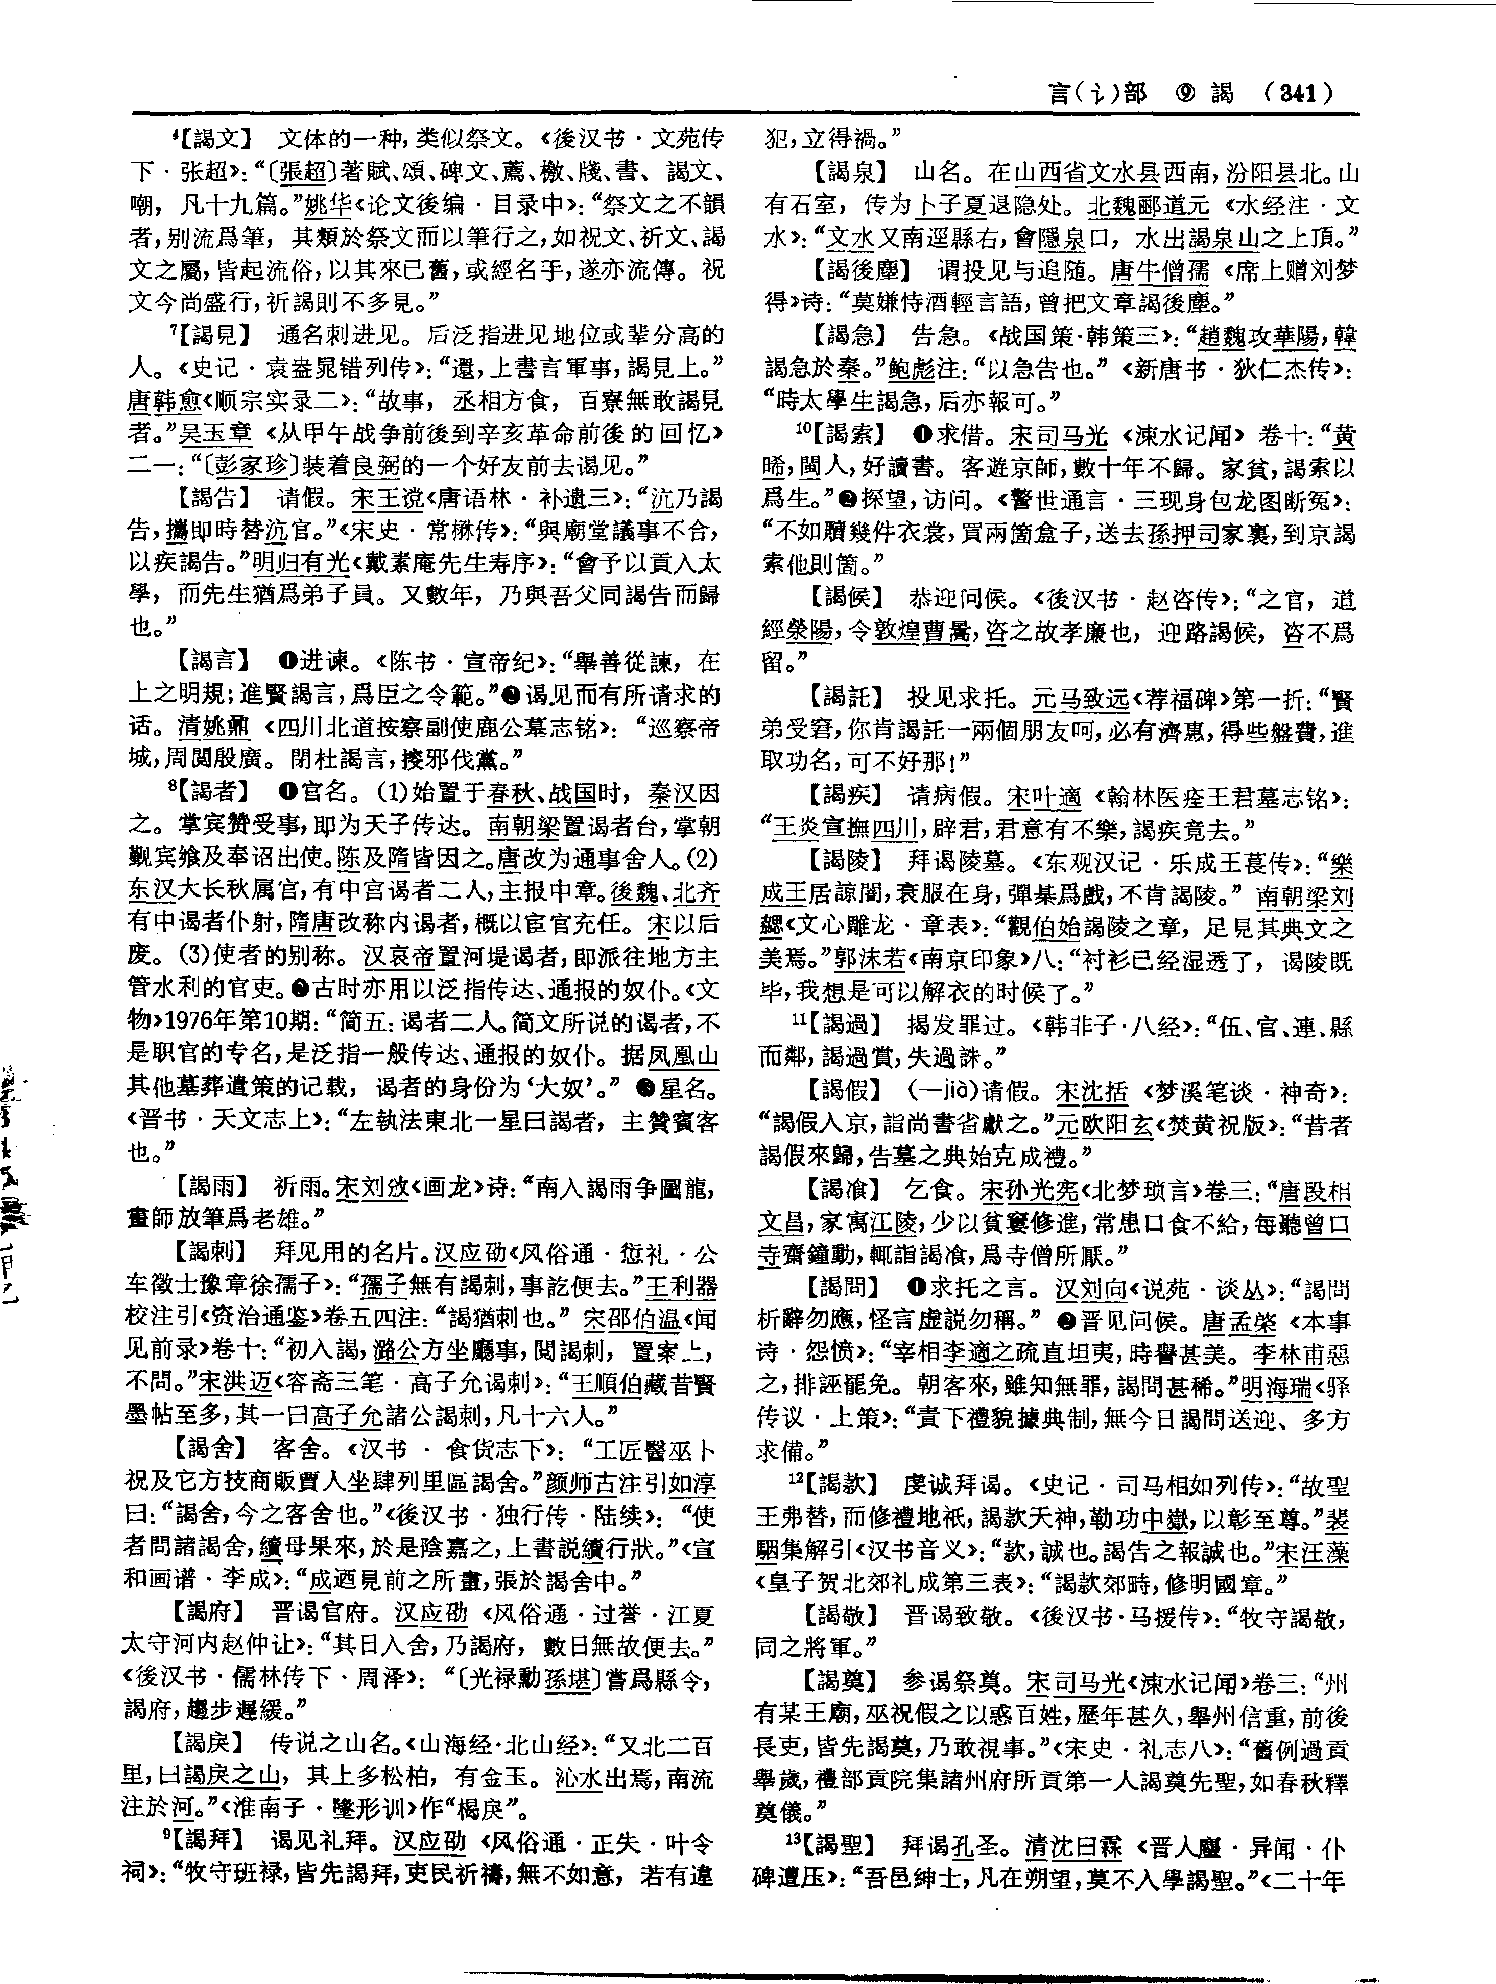 言(讠)部 ⑨ 謁 (341)
⁴【謁文】 文体的一种,类似祭文。《後汉书·文苑传
下·张超》:“〔張超〕著賦、頌、碑文、薦、檄、牋、書、謁文、
嘲，凡十九篇。”姚华《论文後编·目录中》:“祭文之不韻
者,别流爲筆，其類於祭文而以筆行之,如祝文、祈文、謁
文之屬,皆起流俗,以其來已舊,或經名手,遂亦流傳。祝
文今尚盛行,祈謁則不多見。”
⁷【謁見】 通名刺进见。后泛指进见地位或辈分高的
人。《史记·袁盎晁错列传》:“還,上書言軍事,謁見上。”
唐韩愈《顺宗实录二》:“故事，丞相方食，百寮無敢謁見
者。”吴玉章《从甲午战争前後到辛亥革命前後的回忆》
二一:“〔彭家珍〕装着良弼的一个好友前去谒见。”
【謁告】 请假。宋王谠《唐语林·补遗三》:“沆乃謁
告,攜即時替沆官。”《宋史·常楙传》:“與廟堂議事不合,
以疾謁告。”明归有光《戴素庵先生寿序》:“會予以貢入太
學，而先生猶爲弟子員。又數年，乃與吾父同謁告而歸
也。”
【謁言】 ❶进谏。《陈书·宣帝纪》:“舉善從諫，在
上之明規;進賢謁言,爲臣之令範。”❷谒见而有所请求的
话。清姚鼐《四川北道按察副使鹿公墓志铭》:“巡察帝
城,周閲殷廣。閉杜謁言,摟邪伐黨。”
⁸【謁者】 ❶官名。(1)始置于春秋、战国时，秦汉因
之。掌宾赞受事,即为天子传达。南朝梁置谒者台,掌朝
觐宾飨及奉诏出使。陈及隋皆因之。唐改为通事舍人。(2)
东汉大长秋属官,有中宫谒者二人,主报中章。後魏、北齐
有中谒者仆射,隋唐改称内谒者,概以宦官充任。宋以后
废。(3)使者的别称。汉哀帝置河堤谒者,即派往地方主
管水利的官吏。❷古时亦用以泛指传达、通报的奴仆。《文
物》1976年第10期:“简五:谒者二人。简文所说的谒者,不
是职官的专名,是泛指一般传达、通报的奴仆。据凤凰山
其他墓葬遣策的记载，谒者的身份为‘大奴’。”❸星名。
《晋书·天文志上》:“左執法東北一星曰謁者，主贊賓客
也。”
【謁雨】 祈雨。宋刘攽《画龙》诗:“南人謁雨争圖龍,
畫師放筆爲老雄。”
【謁刺】 拜见用的名片。汉应劭《风俗通·愆礼·公
车徵士豫章徐孺子》:“孺子無有謁刺,事訖便去。”王利器
校注引《资治通鉴》卷五四注:“謁猶刺也。”宋邵伯温《闻
见前录》卷十:“初入謁,潞公方坐廳事,閲謁刺，置案上,
不問。”宋洪迈《容斋三笔·高子允谒刺》:“王順伯藏昔賢
墨帖至多,其一曰高子允諸公謁刺,凡十六人。”
【謁舍】 客舍。《汉书·食货志下》:“工匠醫巫卜
祝及它方技商販賈人坐肆列里區謁舍。”颜师古注引如淳
曰:“謁舍,今之客舍也。”《後汉书·独行传·陆续》:“使
者問諸謁舍,續母果來,於是陰嘉之,上書説續行狀。”《宣
和画谱·李成》:“成迺見前之所畫,張於謁舍中。”
【謁府】 晋谒官府。汉应劭《风俗通·过誉·江夏
太守河内赵仲让》:“其日入舍,乃謁府，數日無故便去。”
《後汉书·儒林传下·周泽》:“〔光禄勳孫堪〕嘗爲縣令,
謁府,趨步遲緩。”
【謁戾】 传说之山名。《山海经·北山经》:“又北二百
里,曰謁戾之山，其上多松柏，有金玉。沁水出焉,南流
注於河。”《淮南子·墬形训》作“楬戾”。
⁹【謁拜】 谒见礼拜。汉应劭《风俗通·正失·叶令
祠》:“牧守班禄,皆先謁拜,吏民祈禱,無不如意，若有違
犯,立得禍。”
【謁泉】 山名。在山西省文水县西南,汾阳县北。山
有石室，传为卜子夏退隐处。北魏郦道元《水经注·文
水》:“文水又南逕縣右,會隱泉口，水出謁泉山之上頂。”
【謁後塵】 谓投见与追随。唐牛僧孺《席上赠刘梦
得》诗:“莫嫌恃酒輕言語,曾把文章謁後塵。”
【謁急】 告急。《战国策·韩策三》:“趙魏攻華陽,韓
謁急於秦。”鲍彪注:“以急告也。”《新唐书·狄仁杰传》:
“時太學生謁急,后亦報可。”
¹⁰【謁索】 ❶求借。宋司马光《涑水记闻》卷十:“黄
晞,閩人,好讀書。客遊京師,數十年不歸。家貧,謁索以
爲生。”❷探望,访问。《警世通言·三现身包龙图断冤》:
“不如贖幾件衣裳,買兩箇盒子,送去孫押司家裏,到京謁
索他則箇。”
【謁候】 恭迎问候。《後汉书·赵咨传》:“之官，道
經滎陽,令敦煌曹暠,咨之故孝廉也，迎路謁候，咨不爲
留。”
【謁託】 投见求托。元马致远《荐福碑》第一折:“賢
弟受窘,你肯謁託一兩個朋友呵,必有濟惠,得些盤費,進
取功名,可不好那!”
【謁疾】 请病假。宋叶適《翰林医痊王君墓志铭》:
“王炎宣撫四川,辟君,君意有不樂,謁疾竟去。”
【謁陵】 拜谒陵墓。《东观汉记·乐成王苌传》:“樂
成王居諒闇,衰服在身,彈棊爲戲,不肯謁陵。”南朝梁刘
勰《文心雕龙·章表》:“觀伯始謁陵之章，足見其典文之
美焉。”郭沫若《南京印象》八:“衬衫已经湿透了，谒陵既
毕,我想是可以解衣的时候了。”
¹¹【謁過】 揭发罪过。《韩非子·八经》:“伍、官、連、縣
而鄰,謁過賞,失過誅。”
【謁假】 (—jià)请假。宋沈括《梦溪笔谈·神奇》:
“謁假入京,詣尚書省獻之。”元欧阳玄《焚黄祝版》:“昔者
謁假來歸,告墓之典始克成禮。”
【謁飡】 乞食。宋孙光宪《北梦琐言》卷三:“唐段相
文昌,家寓江陵,少以貧窶修進,常患口食不給,每聽曾口
寺齋鐘動,輒詣謁飡,爲寺僧所厭。”
【謁問】 ❶求托之言。汉刘向《说苑·谈丛》:“謁問
析辭勿應,怪言虚説勿稱。”❷晋见问候。唐孟棨《本事
诗·怨愤》:“宰相李適之疏直坦夷,時譽甚美。李林甫惡
之,排誣罷免。朝客來,雖知無罪,謁問甚稀。”明海瑞《驿
传议·上策》:“責下禮貌據典制,無今日謁問送迎、多方
求備。”
¹²【謁款】 虔诚拜谒。《史记·司马相如列传》:“故聖
王弗替,而修禮地祇,謁款天神,勒功中嶽,以彰至尊。”裴
駰集解引《汉书音义》:“款,誠也。謁告之報誠也。”宋汪藻
《皇子贺北郊礼成第三表》:“謁款郊畤,修明國章。”
【謁敬】 晋谒致敬。《後汉书·马援传》:“牧守謁敬,
同之將軍。”
【謁奠】 参谒祭奠。宋司马光《涑水记闻》卷三:“州
有某王廟,巫祝假之以惑百姓,歷年甚久,舉州信重,前後
長吏,皆先謁奠,乃敢視事。”《宋史·礼志八》:“舊例過貢
舉歲,禮部貢院集諸州府所貢第一人謁奠先聖,如春秋釋
奠儀。”
¹³【謁聖】 拜谒孔圣。清沈曰霖《晋人麈·异闻·仆
碑遭压》:“吾邑紳士,凡在朔望,莫不入學謁聖。”《二十年